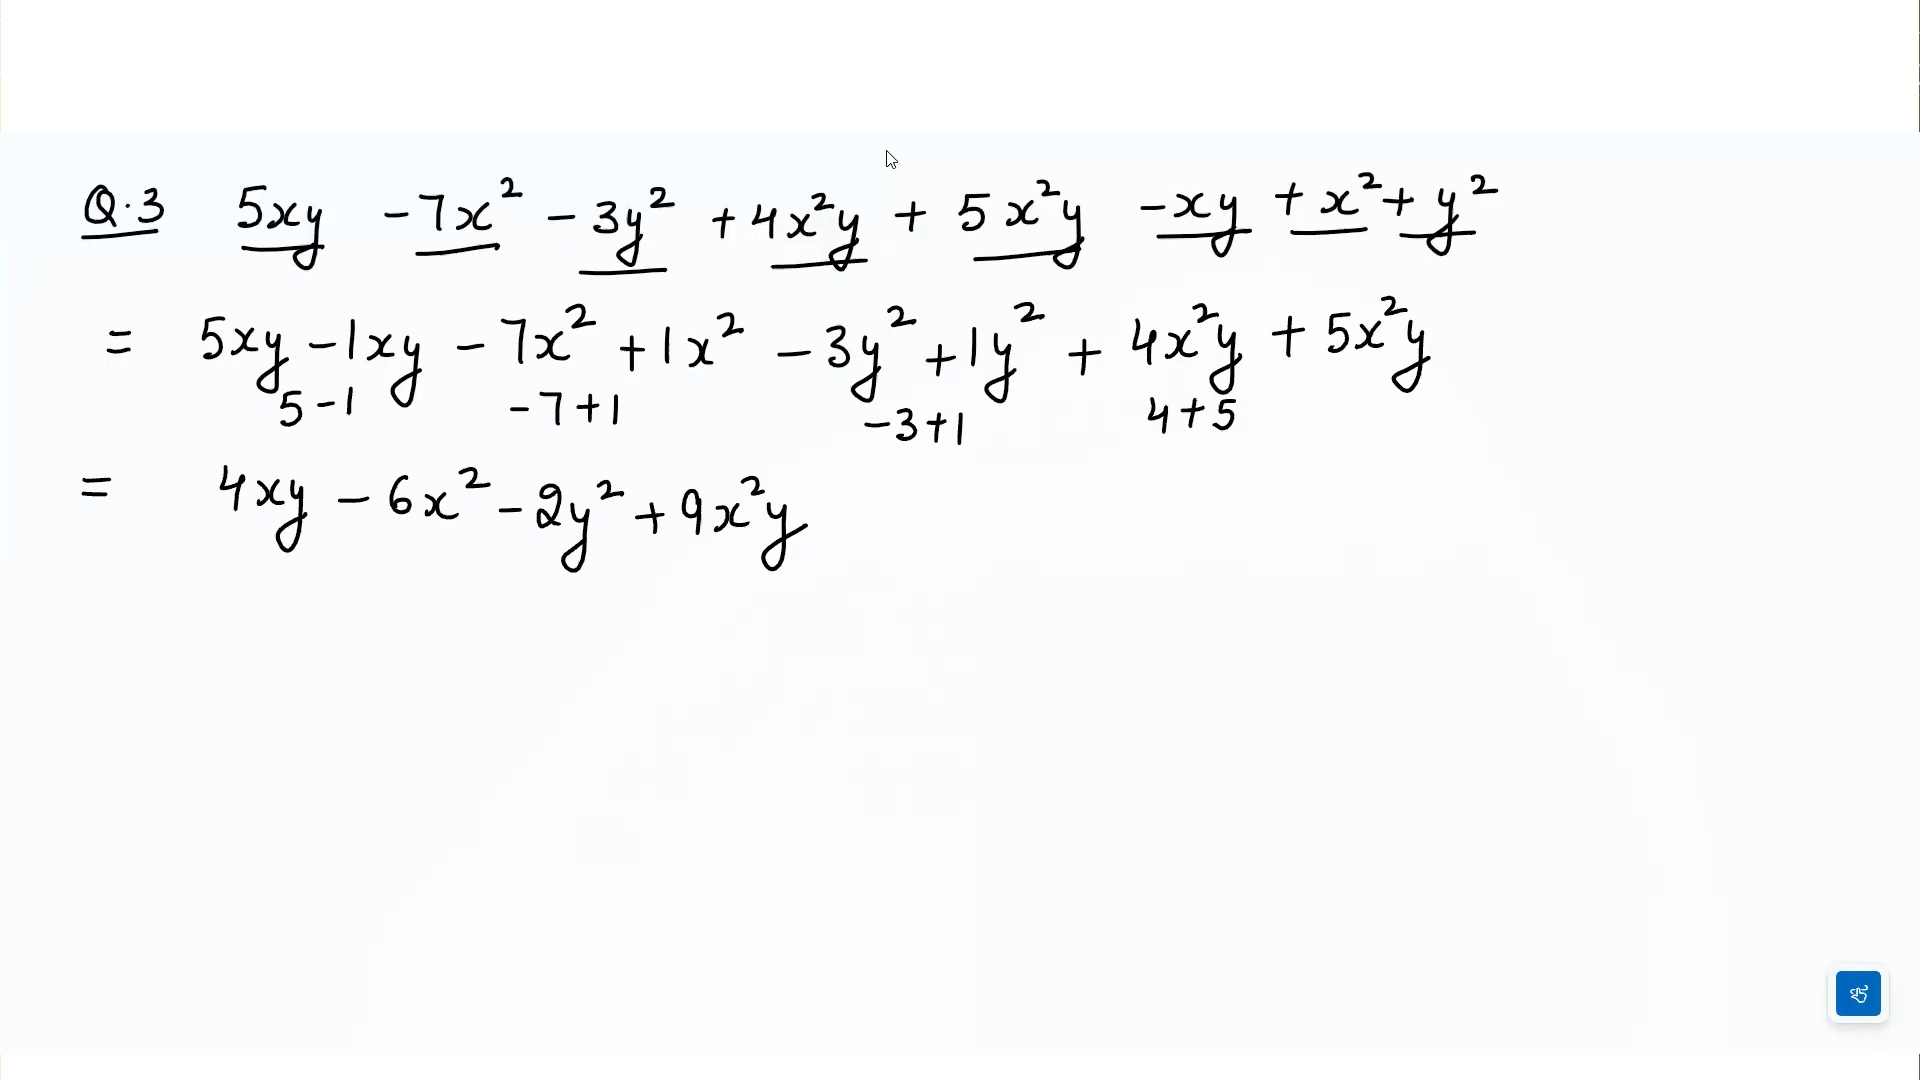 Q.3 5xy - 7x² - 3y² + 4x²y + 5x²y - xy + x² + y²
= 5xy - 1xy - 7x² + 1x² - 3y² + 1y² + 4x²y + 5x²y
5-1 -7+1 -3+1 4+5
= 4xy - 6x² - 2y² + 9x²y